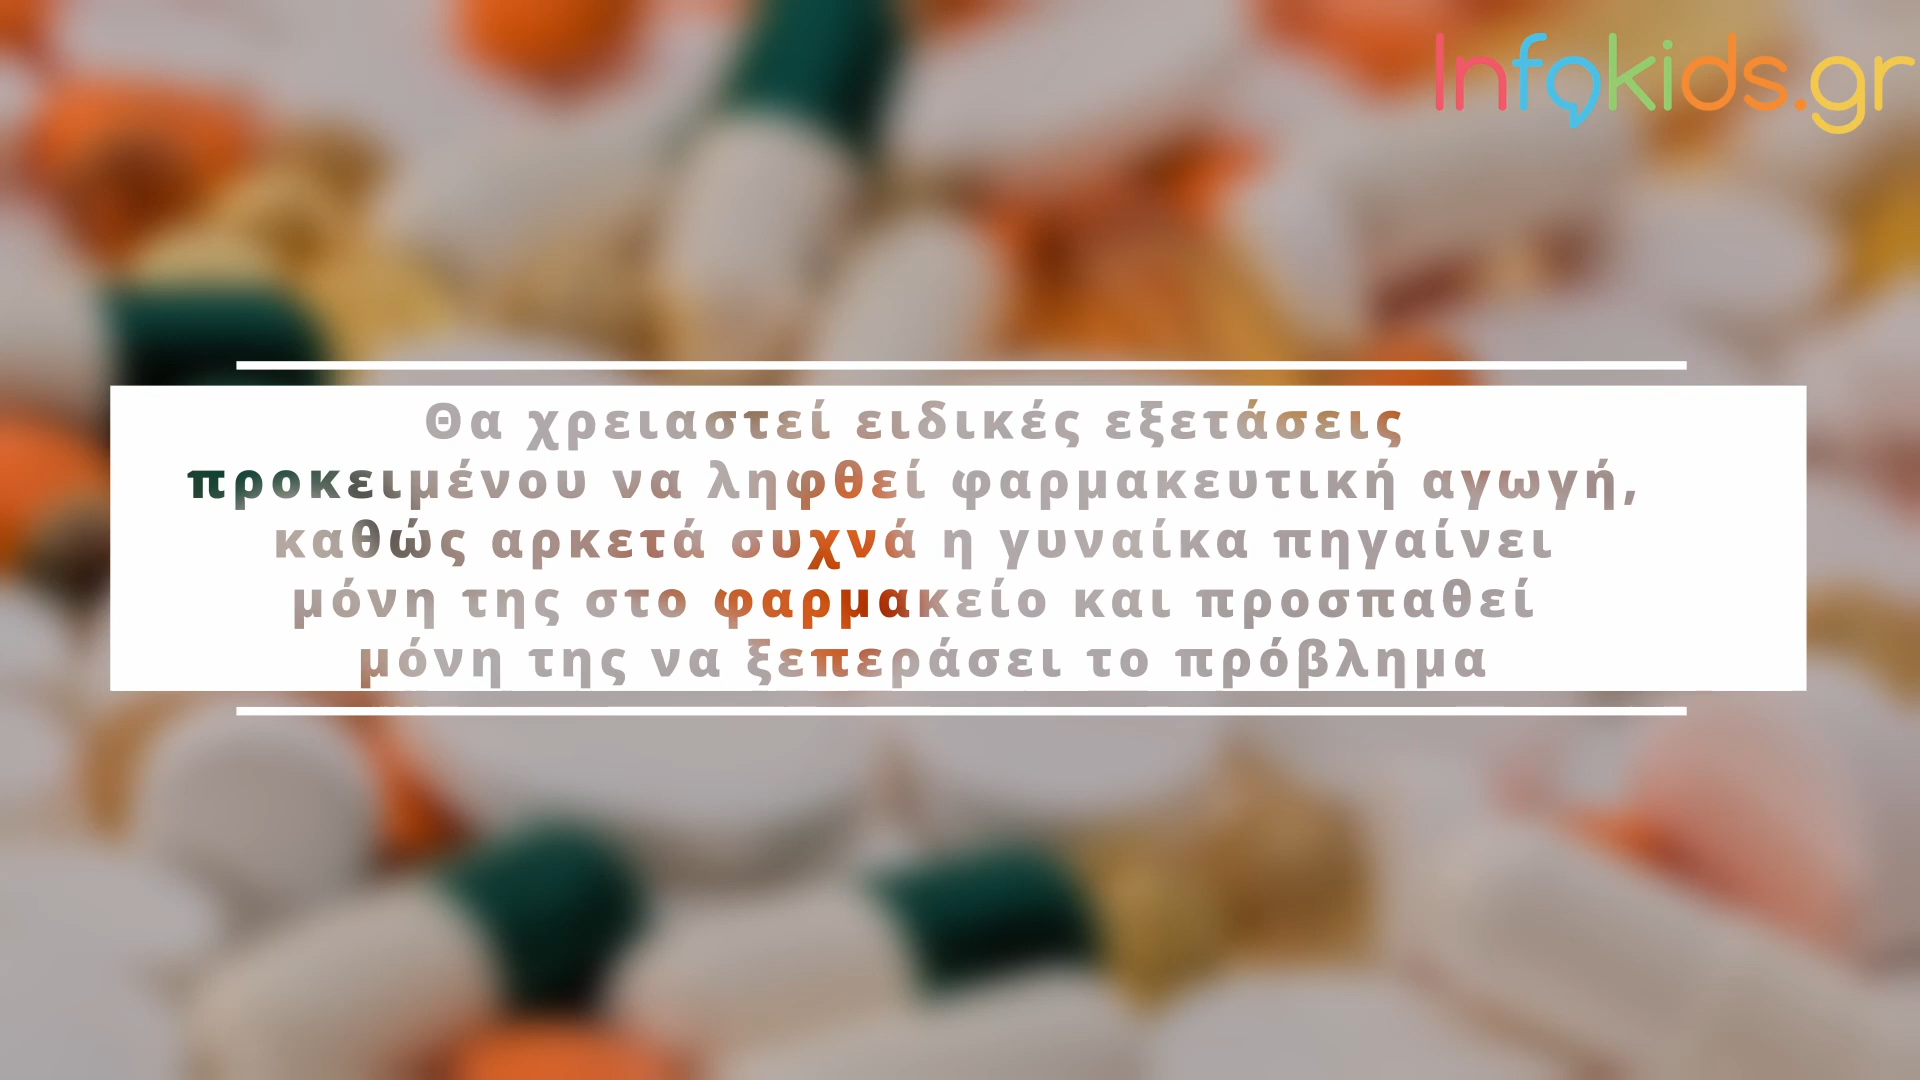 Infokids.gr
Θα χρειαστεί ειδικές εξετάσεις
προκειμένου να ληφθεί φαρμακευτική αγωγή,
καθώς αρκετά συχνά η γυναίκα πηγαίνει
μόνη της στο φαρμακείο και προσπαθεί
μόνη της να ξεπεράσει το πρόβλημα